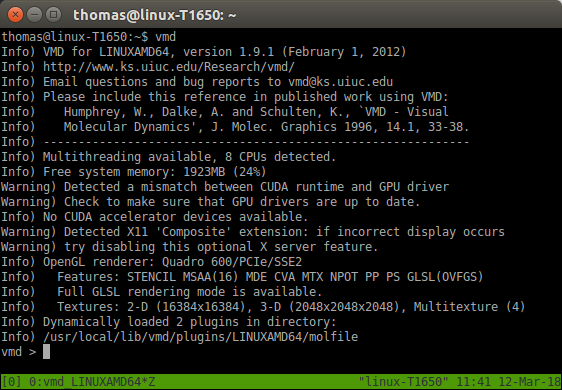 thomas@linux-T1650: ~
thomas@linux-T1650:~$ vmd
Info) VMD for LINUXAMD64, version 1.9.1 (February 1, 2012)
Info) http://www.ks.uiuc.edu/Research/vmd/
Info) Email questions and bug reports to vmd@ks.uiuc.edu
Info) Please include this reference in published work using VMD:
Info)    Humphrey, W., Dalke, A. and Schulten, K., `VMD - Visual
Info)    Molecular Dynamics', J. Molec. Graphics 1996, 14.1, 33-38.
Info) -------------------------------------------------------------
Info) Multithreading available, 8 CPUs detected.
Info) Free system memory: 1923MB (24%)
Warning) Detected a mismatch between CUDA runtime and GPU driver
Warning) Check to make sure that GPU drivers are up to date.
Info) No CUDA accelerator devices available.
Warning) Detected X11 'Composite' extension: if incorrect display occurs
Warning) try disabling this optional X server feature.
Info) OpenGL renderer: Quadro 600/PCIe/SSE2
Info)   Features: STENCIL MSAA(16) MDE CVA MTX NPOT PP PS GLSL(OVFGS)
Info)   Full GLSL rendering mode is available.
Info)   Textures: 2-D (16384x16384), 3-D (2048x2048x2048), Multitexture (4)
Info) Dynamically loaded 2 plugins in directory:
Info) /usr/local/lib/vmd/plugins/LINUXAMD64/molfile
vmd >
[0] 0:vmd_LINUXAMD64*Z "linux-T1650" 11:41 12-Mar-18